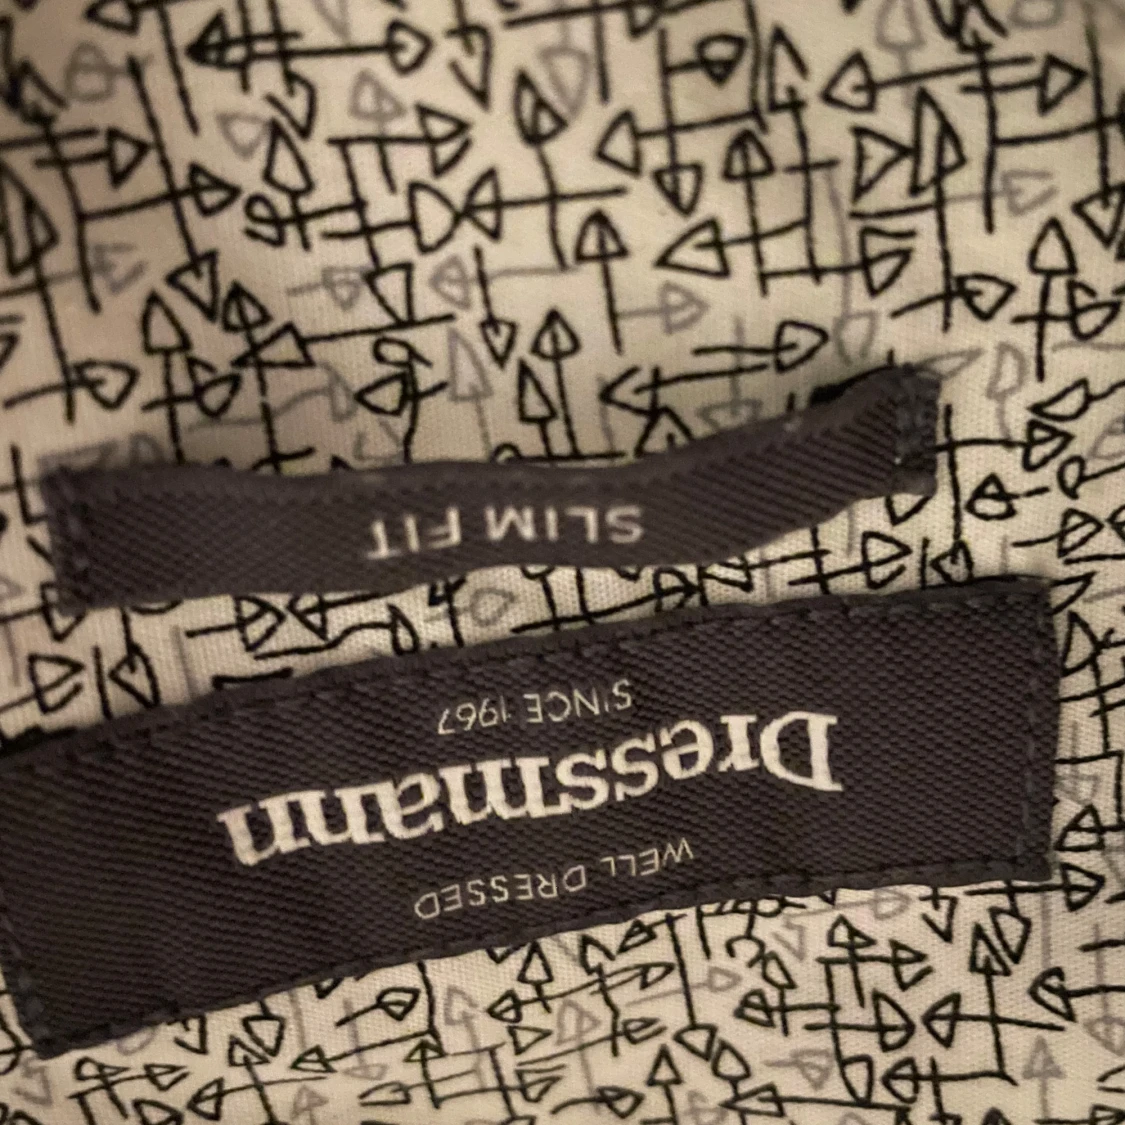 WELL DRESSED
Dressmann
SINCE 1967
SLIM FIT